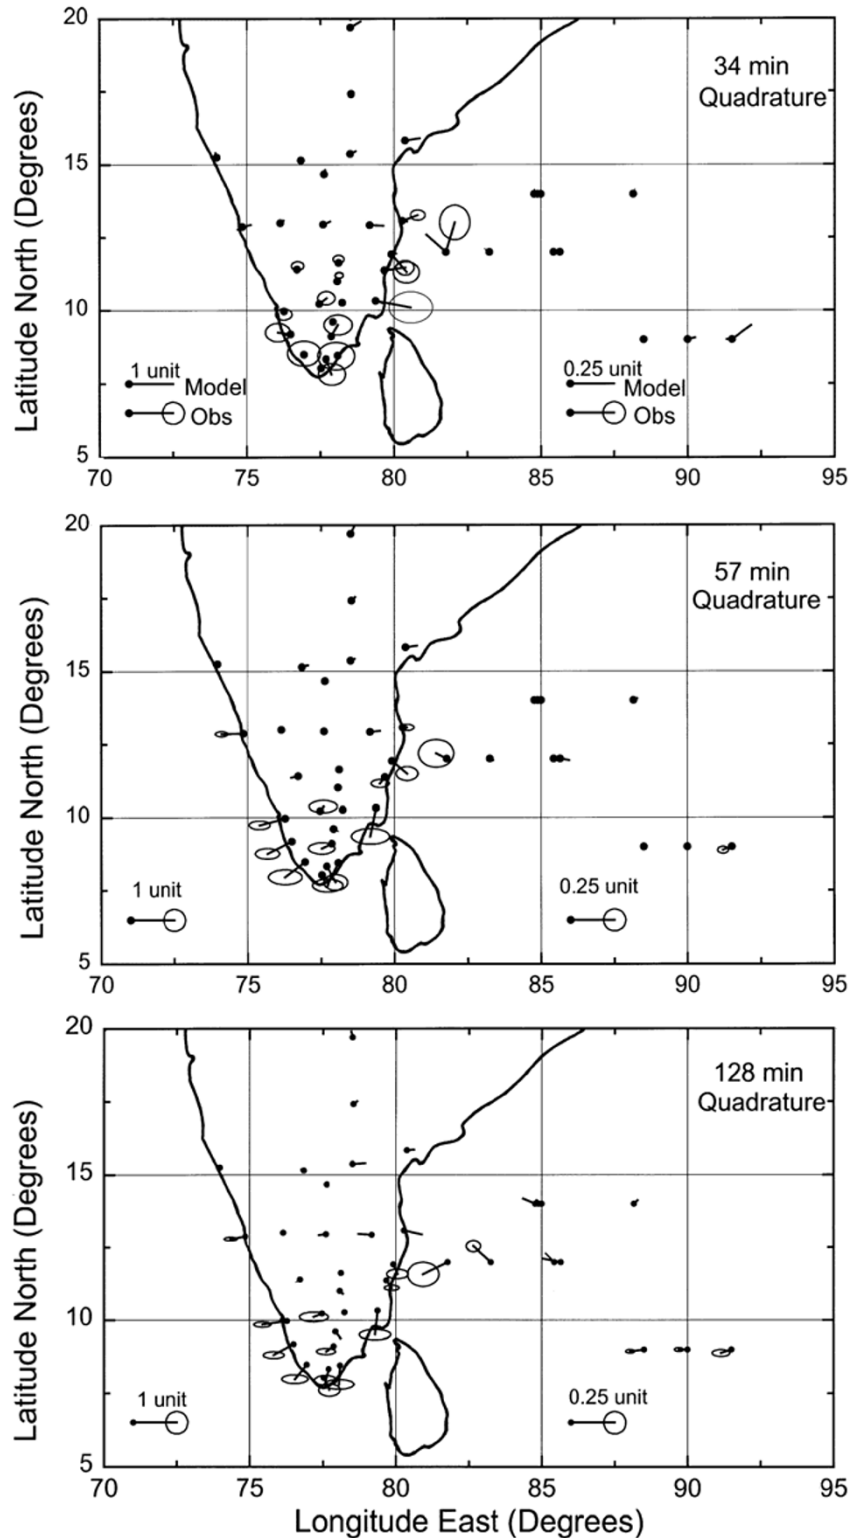 20
34 min
Quadrature
15
Latitude North (Degrees)
10
1 unit
Model
Obs
0.25 unit
Model
Obs
5
70
75
80
85
90
95
20
57 min
Quadrature
15
Latitude North (Degrees)
10
1 unit
0.25 unit
5
70
75
80
85
90
95
20
128 min
Quadrature
15
Latitude North (Degrees)
10
1 unit
0.25 unit
5
70
75
80
85
90
95
Longitude East (Degrees)